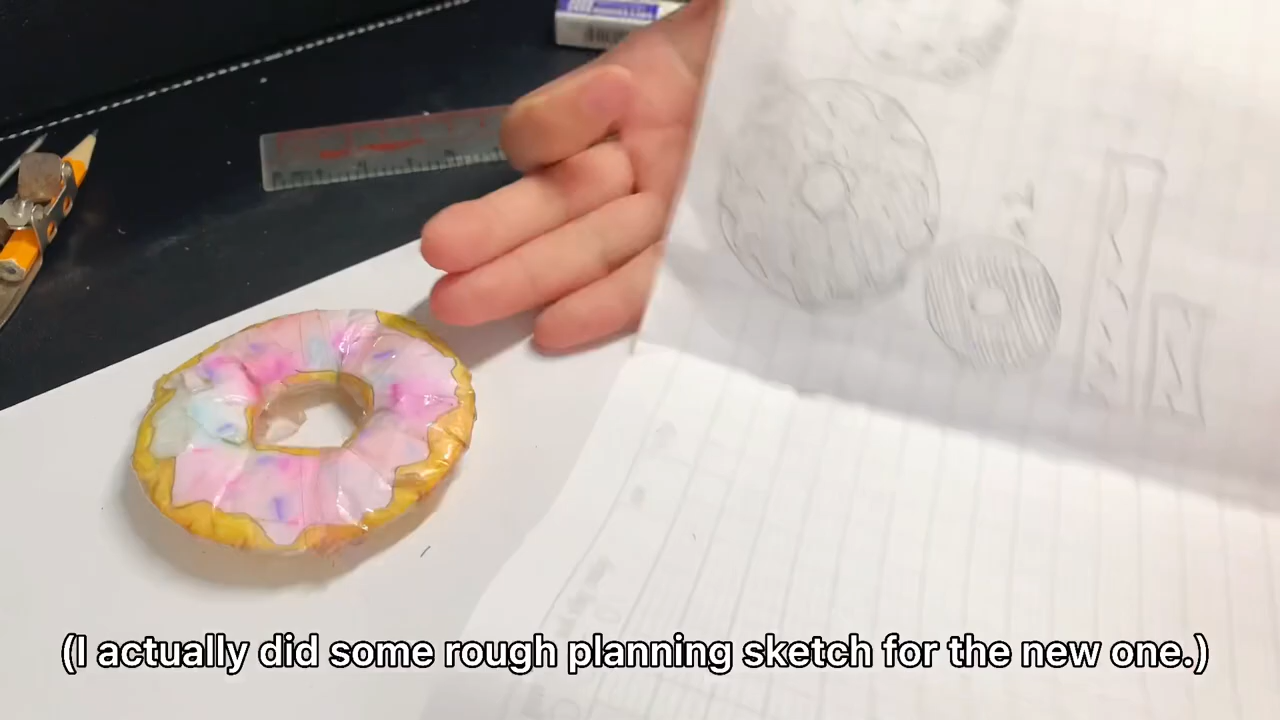 (I actually did some rough planning sketch for the new one.)